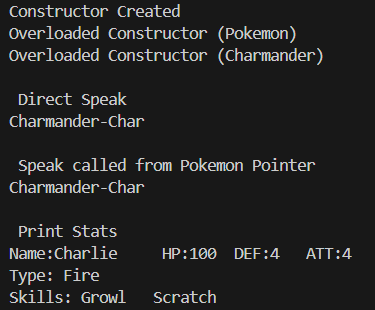 Constructor Created
Overloaded Constructor (Pokemon)
Overloaded Constructor (Charmander)
Direct Speak
Charmander-Char
Speak called from Pokemon Pointer
Charmander-Char
Print Stats
Name:Charlie     HP:100  DEF:4   ATT:4
Type: Fire
Skills: Growl   Scratch